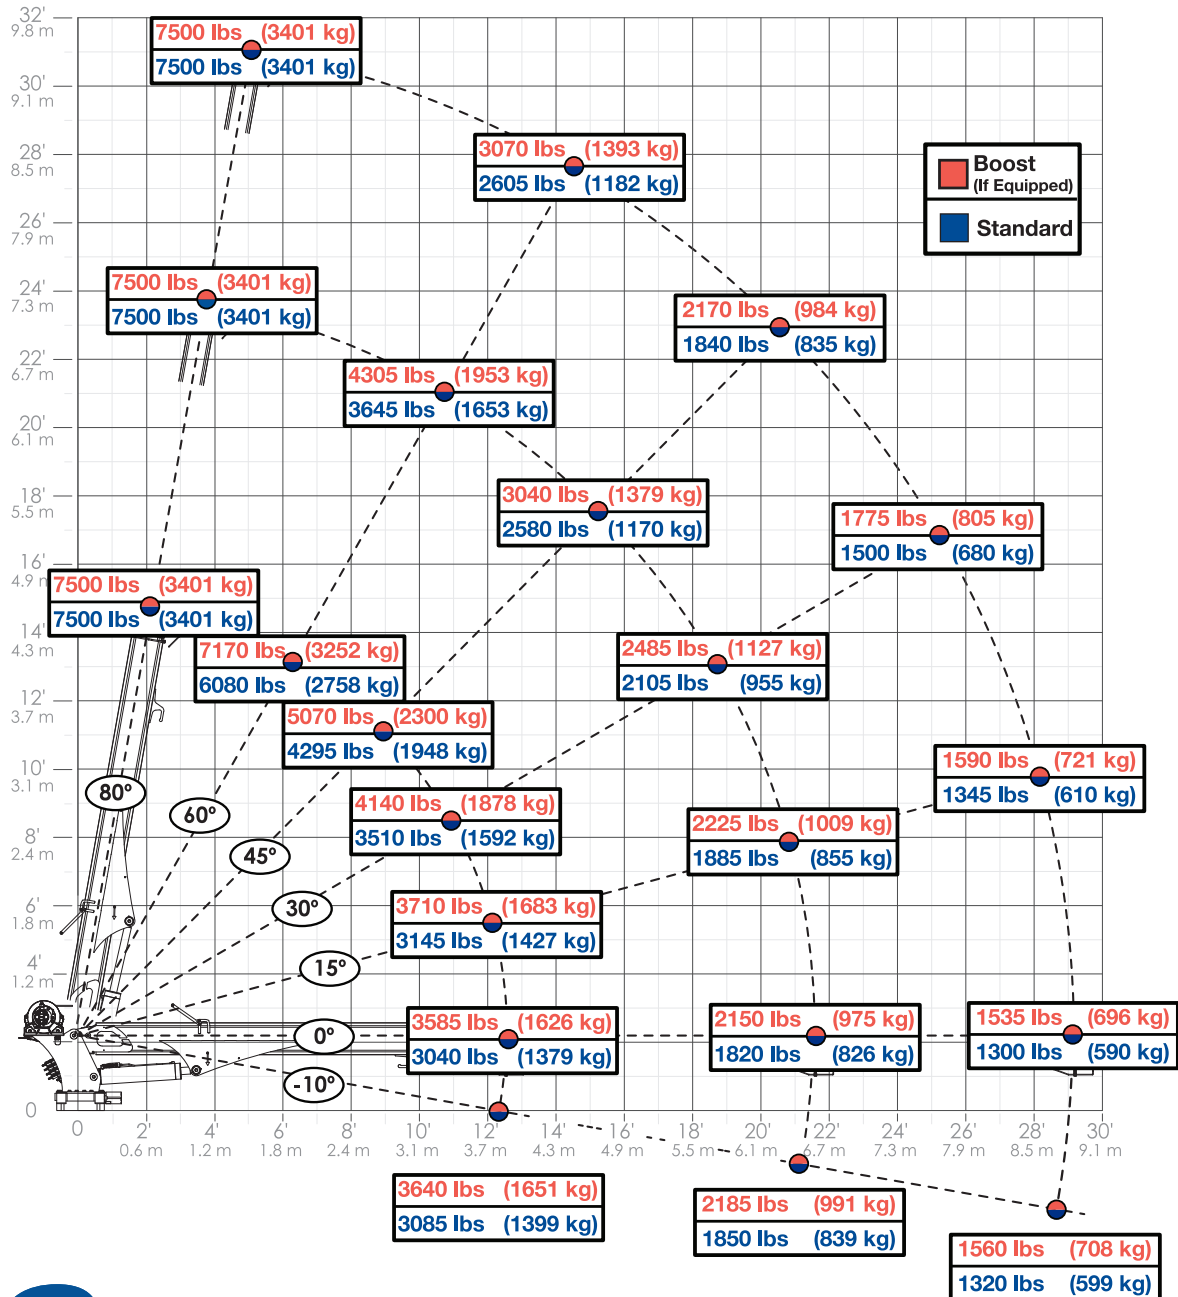 32'
9.8 m
7500 lbs (3401 kg)
7500 lbs (3401 kg)
30'
9.1 m
28'
8.5 m
3070 lbs (1393 kg)
2605 lbs (1182 kg)
Boost
(If Equipped)
Standard
26'
7.9 m
24'
7.3 m
7500 lbs (3401 kg)
7500 lbs (3401 kg)
2170 lbs (984 kg)
1840 lbs (835 kg)
22'
6.7 m
4305 lbs (1953 kg)
3645 lbs (1653 kg)
20'
6.1 m
18'
5.5 m
3040 lbs (1379 kg)
2580 lbs (1170 kg)
1775 lbs (805 kg)
1500 lbs (680 kg)
16'
4.9 m
7500 lbs (3401 kg)
7500 lbs (3401 kg)
14'
4.3 m
7170 lbs (3252 kg)
6080 lbs (2758 kg)
2485 lbs (1127 kg)
2105 lbs (955 kg)
12'
3.7 m
5070 lbs (2300 kg)
4295 lbs (1948 kg)
10'
3.1 m
1590 lbs (721 kg)
1345 lbs (610 kg)
80º
60º
4140 lbs (1878 kg)
3510 lbs (1592 kg)
8'
2.4 m
2225 lbs (1009 kg)
1885 lbs (855 kg)
45º
6'
1.8 m
30º
3710 lbs (1683 kg)
3145 lbs (1427 kg)
4'
1.2 m
15º
0º
3585 lbs (1626 kg)
3040 lbs (1379 kg)
2150 lbs (975 kg)
1820 lbs (826 kg)
1535 lbs (696 kg)
1300 lbs (590 kg)
-10º
0
0 2' 4' 6' 8' 10' 12' 14' 16' 18' 20' 22' 24' 26' 28' 30'
0.6 m 1.2 m 1.8 m 2.4 m 3.1 m 3.7 m 4.3 m 4.9 m 5.5 m 6.1 m 6.7 m 7.3 m 7.9 m 8.5 m 9.1 m
3640 lbs (1651 kg)
3085 lbs (1399 kg)
2185 lbs (991 kg)
1850 lbs (839 kg)
1560 lbs (708 kg)
1320 lbs (599 kg)